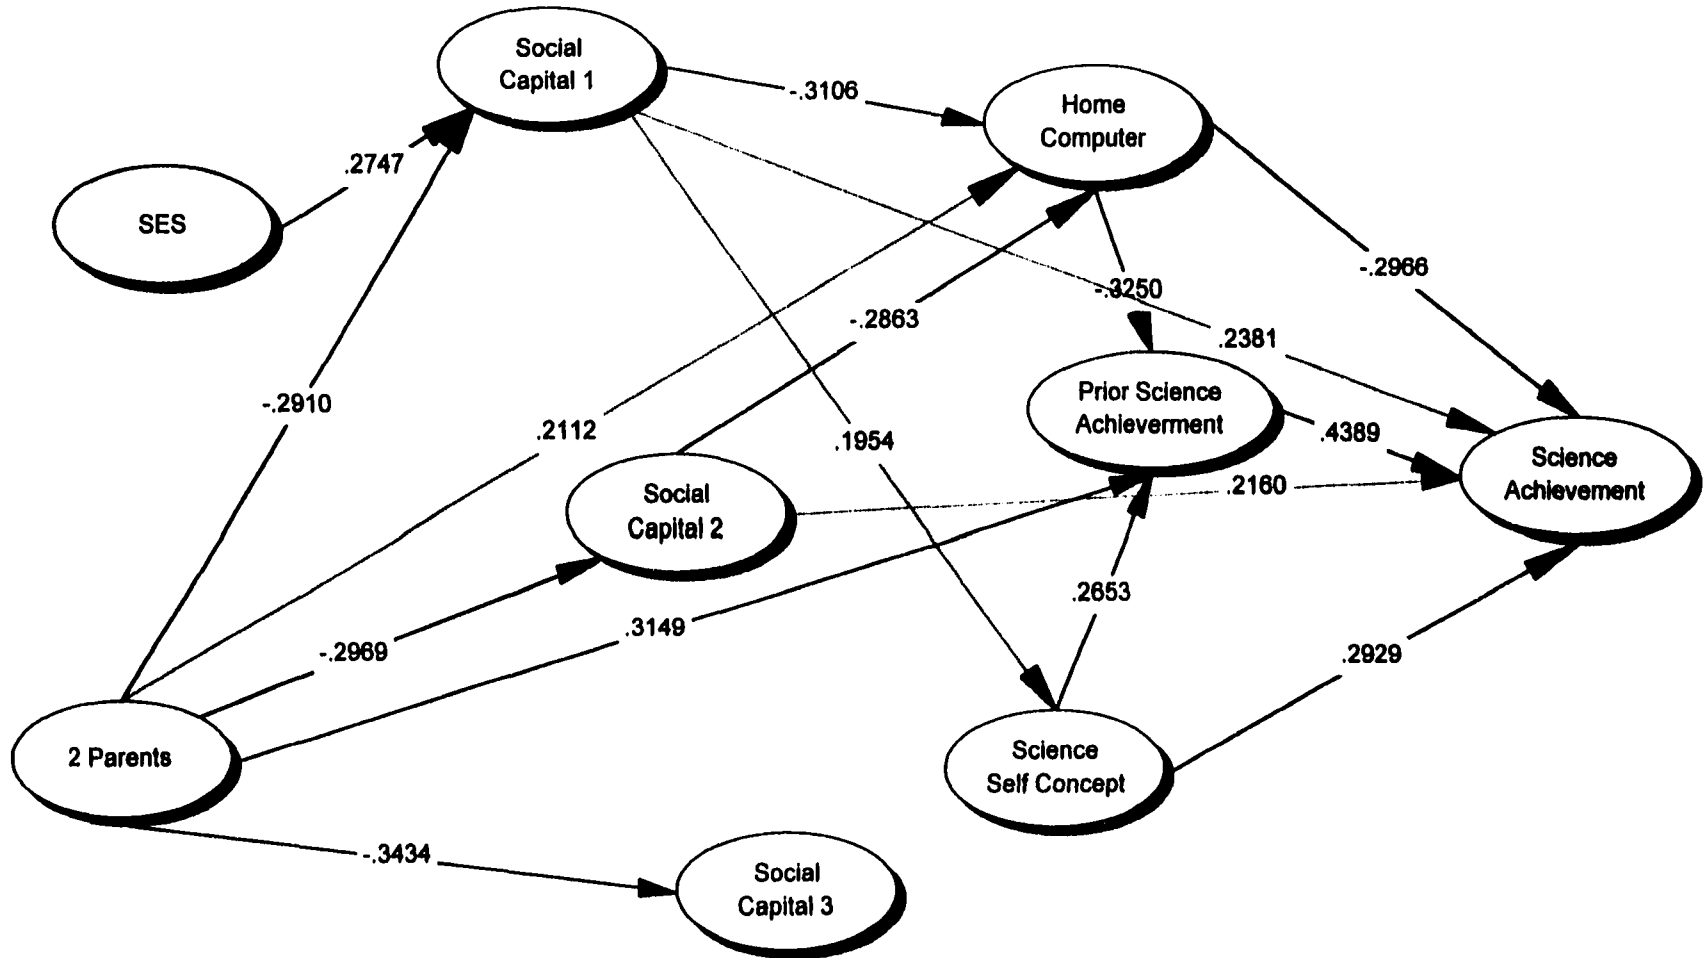 Social
Capital 1
-.3106
Home
Computer
.2747
SES
-.2966
-.3250
-.2863
.2381
Prior Science
Achieverment
-.2910
.2112
.1954
.4389
Science
Achievement
Social
Capital 2
.2160
.2653
.3149
-.2969
.2929
2 Parents
Science
Self Concept
-.3434
Social
Capital 3